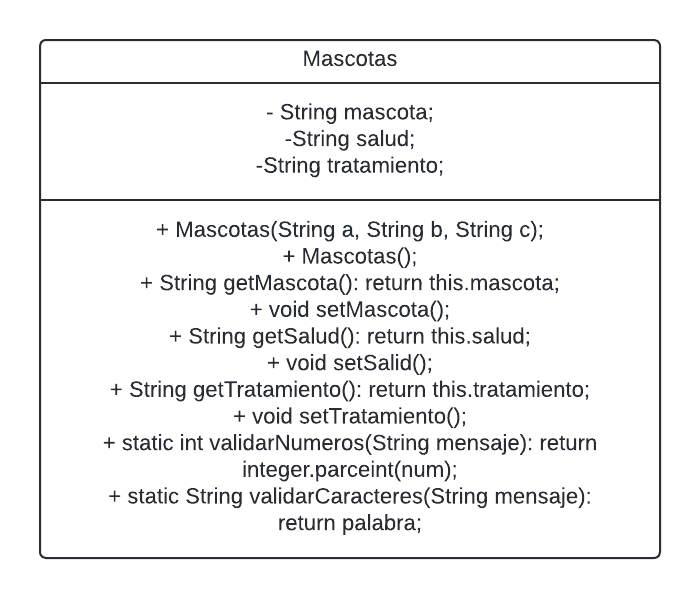 Mascotas
- String mascota;
-String salud;
-String tratamiento;
+ Mascotas(String a, String b, String c);
+ Mascotas();
+ String getMascota(): return this.mascota;
+ void setMascota();
+ String getSalud(): return this.salud;
+ void setSalid();
+ String getTratamiento(): return this.tratamiento;
+ void setTratamiento();
+ static int validarNumeros(String mensaje): return
integer.parceint(num);
+ static String validarCaracteres(String mensaje):
return palabra;